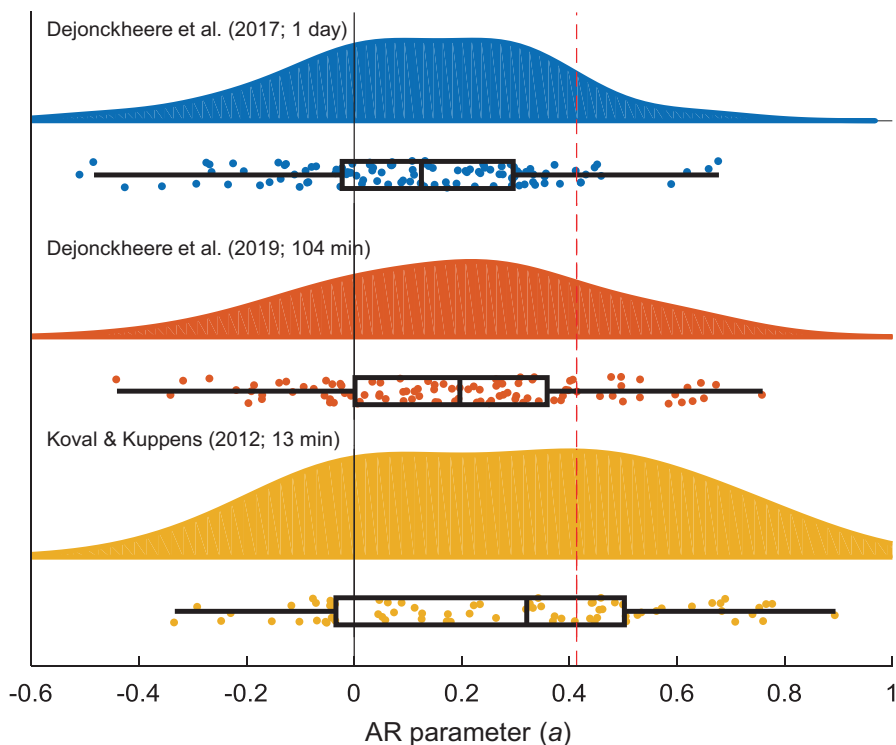 Dejonckheere et al. (2017; 1 day)
Dejonckheere et al. (2019; 104 min)
Koval & Kuppens (2012; 13 min)
-0.6 -0.4 -0.2 0 0.2 0.4 0.6 0.8 1
AR parameter (a)